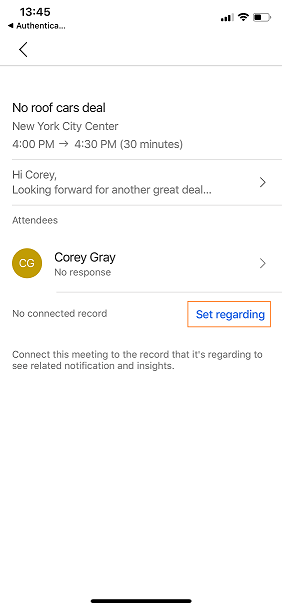 13:45
◀ Authentica...
No roof cars deal
New York City Center
4:00 PM → 4:30 PM (30 minutes)
Hi Corey,
Looking forward for another great deal...
Attendees
CG
Corey Gray
No response
No connected record
Set regarding
Connect this meeting to the record that it's regarding to
see related notification and insights.